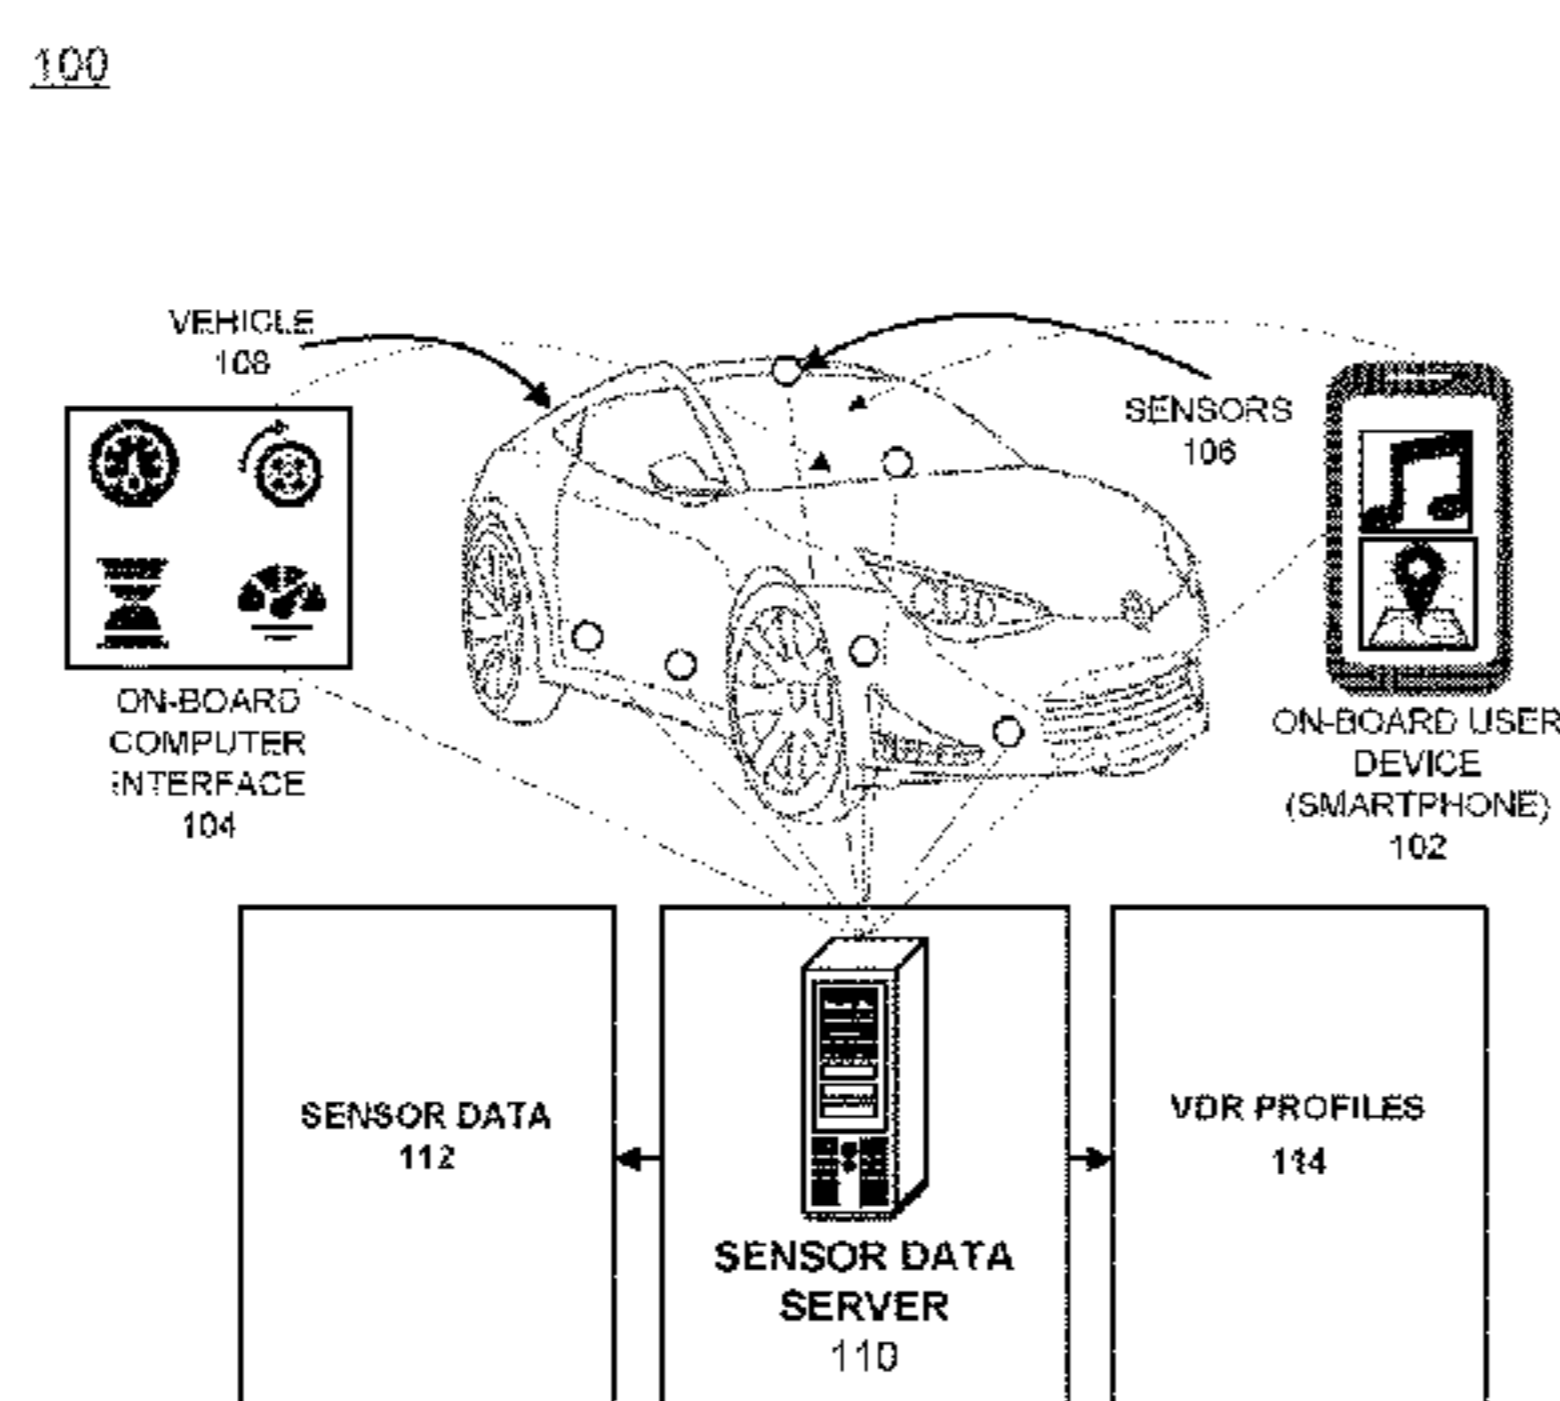 100
VEHICLE
108
SENSORS
106
ON-BOARD
COMPUTER
INTERFACE
104
ON-BOARD USER
DEVICE
(SMARTPHONE)
102
SENSOR DATA
112
SENSOR DATA
SERVER
110
VDR PROFILES
114